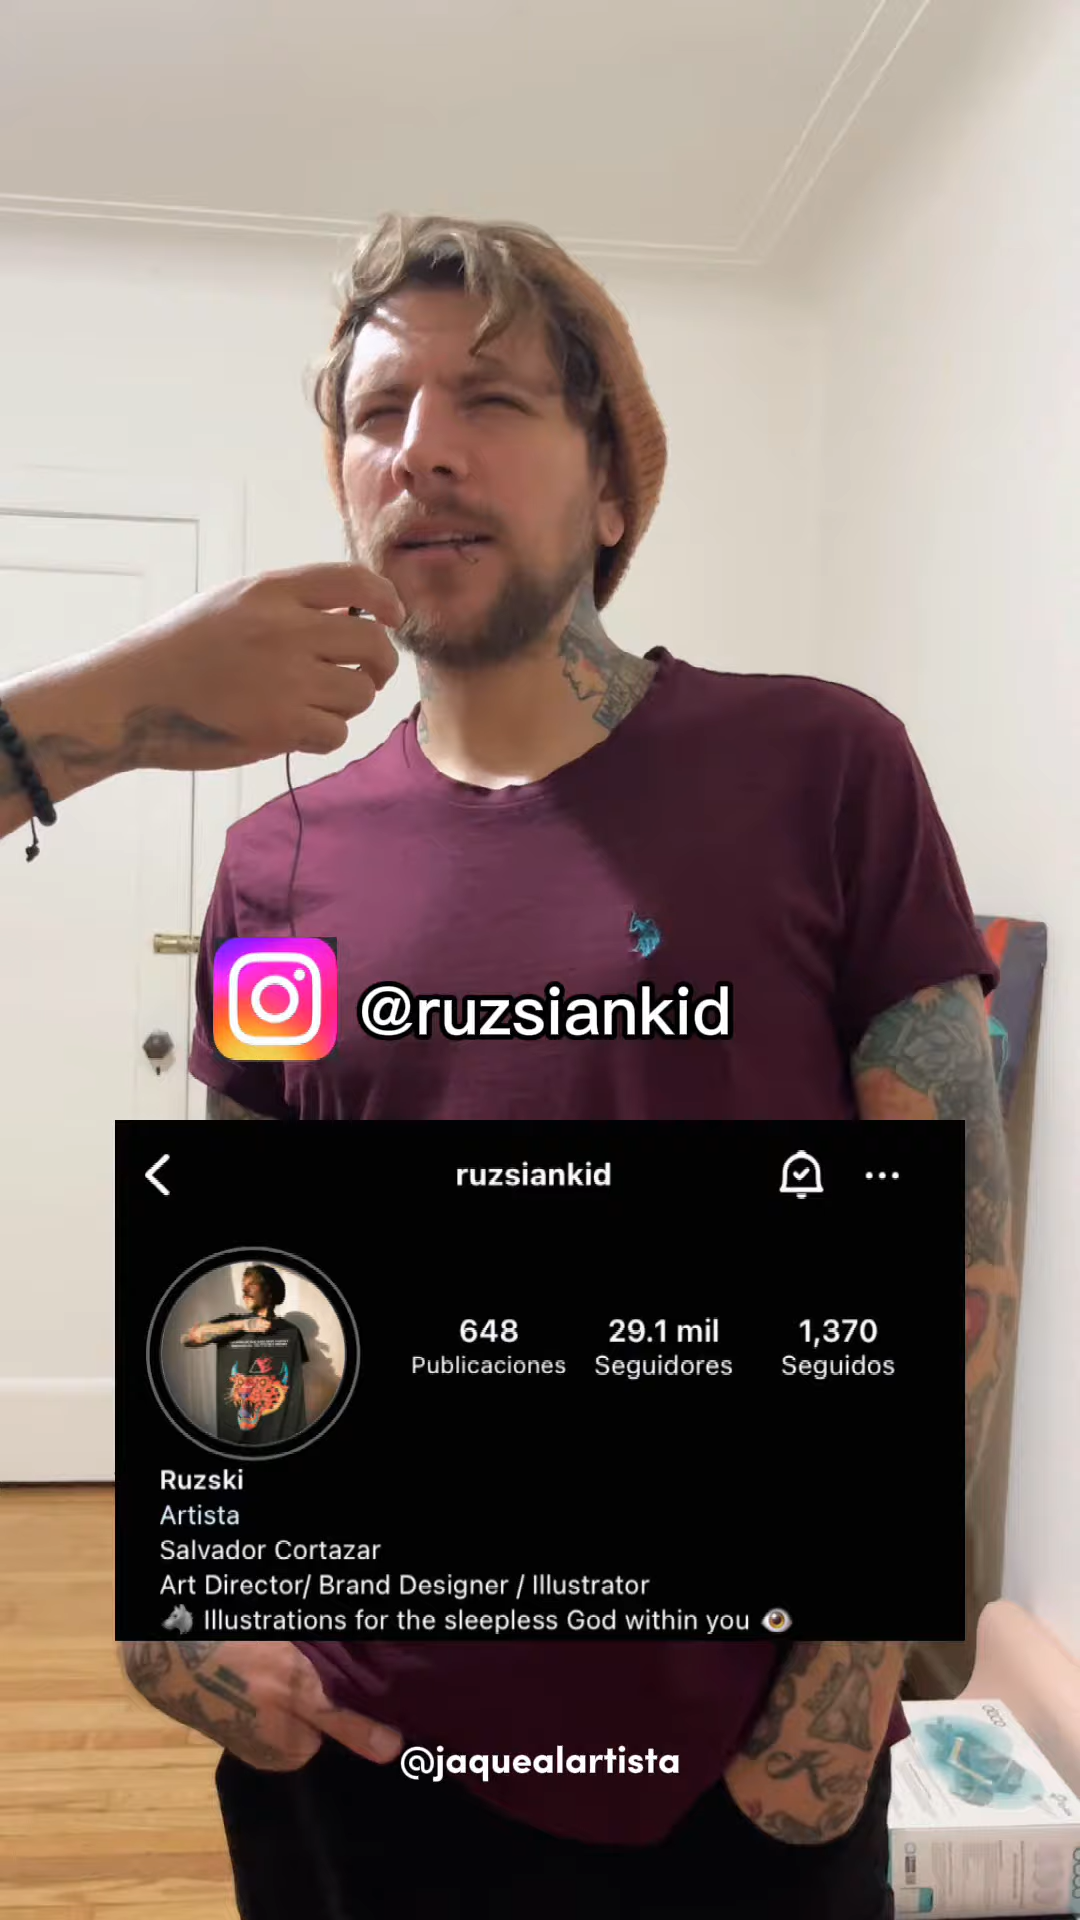 @ruzsiankid
ruzsiankid
648
Publicaciones
29.1 mil
Seguidores
1,370
Seguidos
Ruzski
Artista
Salvador Cortazar
Art Director/ Brand Designer / Illustrator
🐺 Illustrations for the sleepless God within you 👁️
@jaquealartista